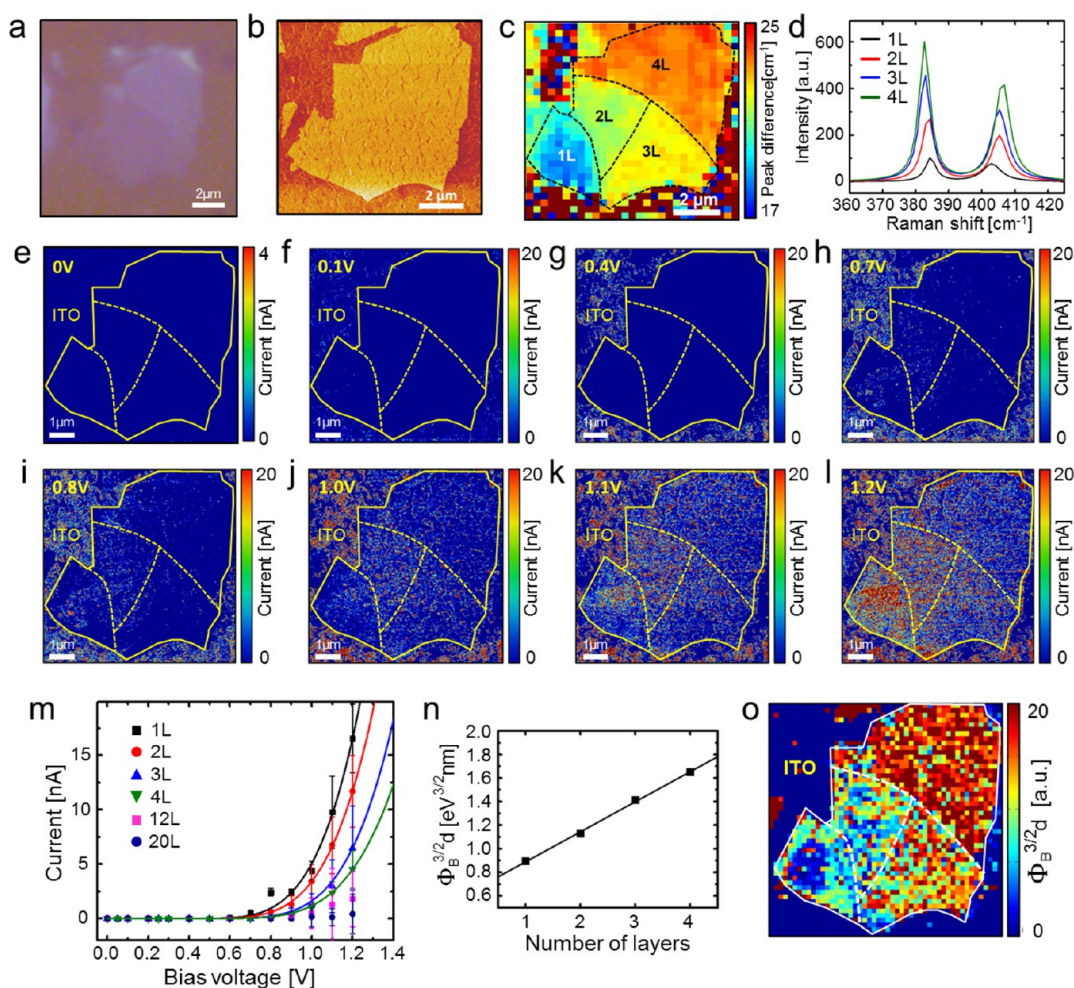 a
2µm
b
2 µm
c
4L
2L
1L
3L
2 µm
25
Peak difference[cm⁻¹]
17
d
Intensity [a.u.]
600
400
200
0
1L
2L
3L
4L
360 380 400 420
Raman shift [cm⁻¹]
e
0V
ITO
1µm
4
Current [nA]
0
f
0.1V
ITO
1µm
20
Current [nA]
0
g
0.4V
ITO
1µm
20
Current [nA]
0
h
0.7V
ITO
1µm
20
Current [nA]
0
i
0.8V
ITO
1µm
20
Current [nA]
0
j
1.0V
ITO
1µm
20
Current [nA]
0
k
1.1V
ITO
1µm
20
Current [nA]
0
l
1.2V
ITO
1µm
20
Current [nA]
0
m
Current [nA]
15
10
5
0
1L
2L
3L
4L
12L
20L
0.0 0.2 0.4 0.6 0.8 1.0 1.2 1.4
Bias voltage [V]
n
Φ_B^3/2 d [eV^3/2 nm]
2.0
1.8
1.6
1.4
1.2
1.0
0.8
0.6
1 2 3 4
Number of layers
o
ITO
20
Φ_B^3/2 d [a.u.]
0